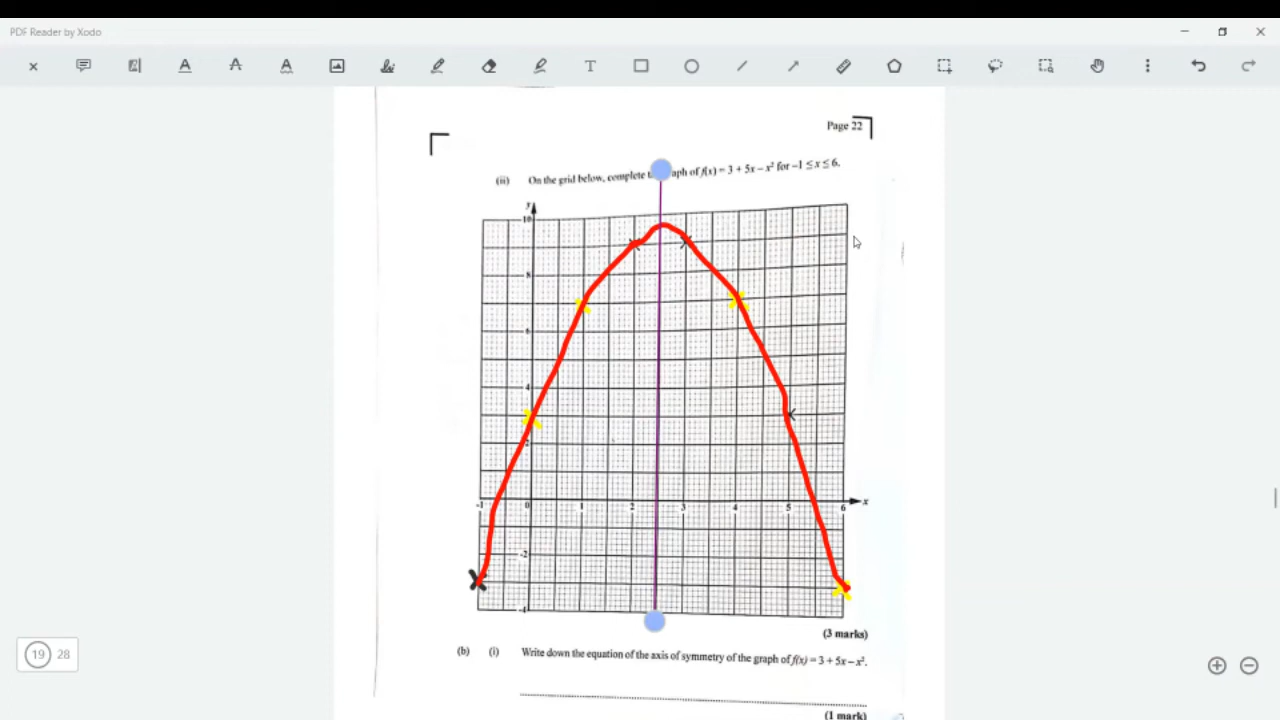 PDF Reader by Xodo
Page 22
(ii) On the grid below, complete aph of f(x) = 3 + 5x – x² for –1 ≤ x ≤ 6.
y
10
8
6
4
2
-1 0 1 2 3 4 5 6 x
-2
-4
(3 marks)
(b) (i) Write down the equation of the axis of symmetry of the graph of f(x) = 3 + 5x – x².
(1 mark)
19 28